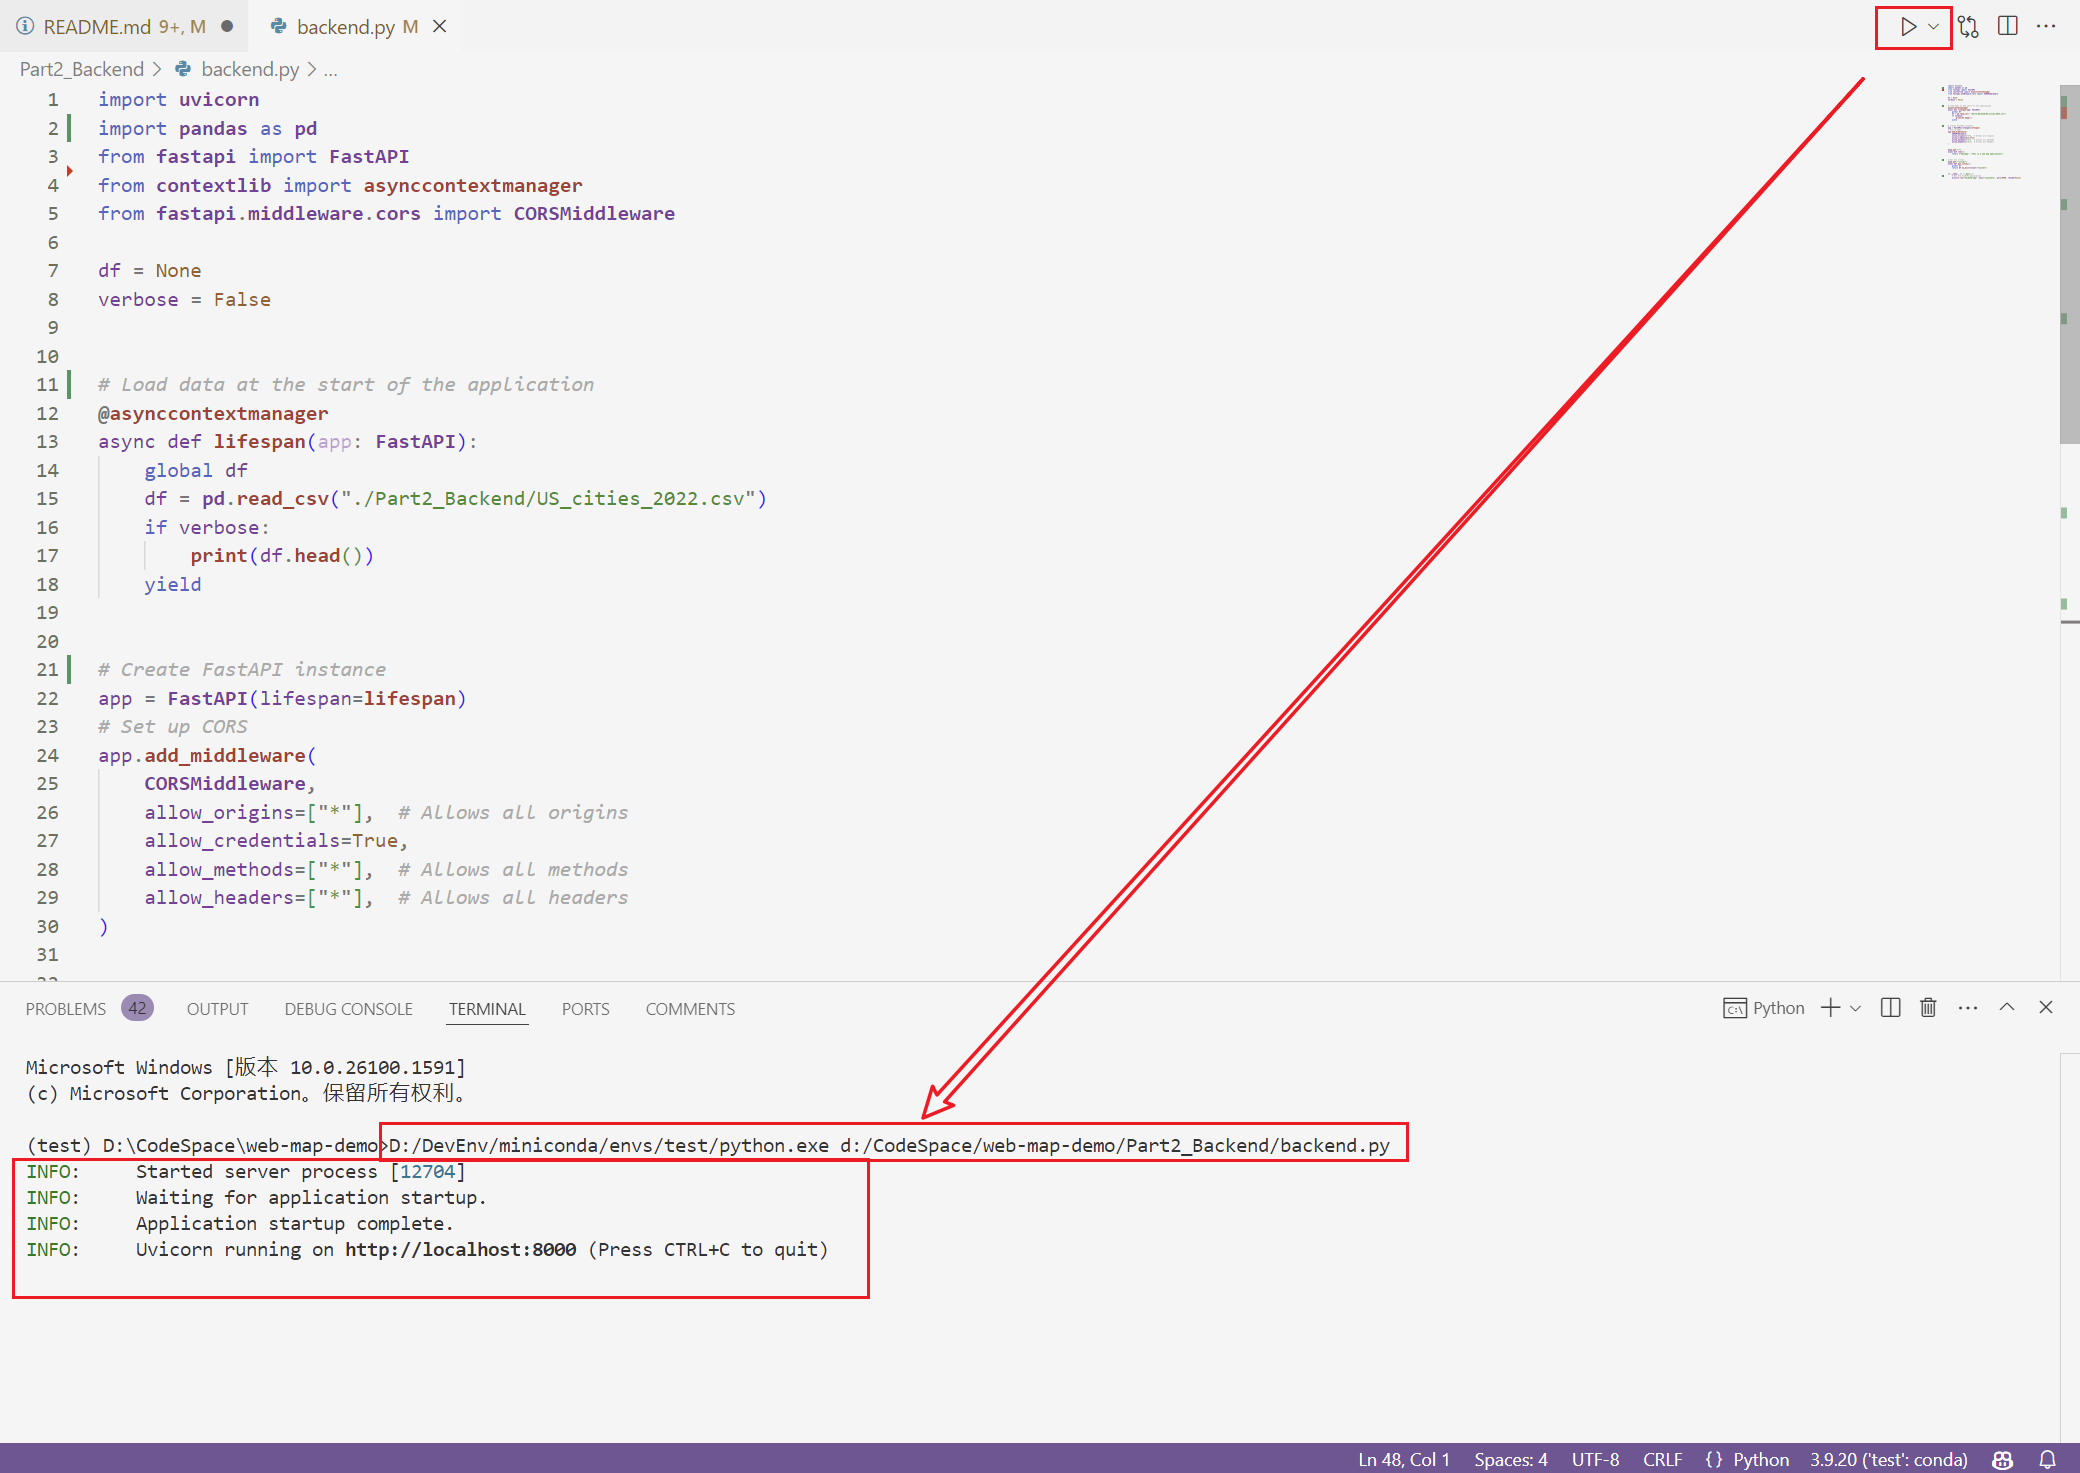 README.md 9+, M
backend.py M
Part2_Backend > backend.py > ...
1 import uvicorn
2 import pandas as pd
3 from fastapi import FastAPI
4 from contextlib import asynccontextmanager
5 from fastapi.middleware.cors import CORSMiddleware
6
7 df = None
8 verbose = False
9
10
11 # Load data at the start of the application
12 @asynccontextmanager
13 async def lifespan(app: FastAPI):
14 global df
15 df = pd.read_csv("./Part2_Backend/US_cities_2022.csv")
16 if verbose:
17 print(df.head())
18 yield
19
20
21 # Create FastAPI instance
22 app = FastAPI(lifespan=lifespan)
23 # Set up CORS
24 app.add_middleware(
25 CORSMiddleware,
26 allow_origins=["*"], # Allows all origins
27 allow_credentials=True,
28 allow_methods=["*"], # Allows all methods
29 allow_headers=["*"], # Allows all headers
30 )
31
PROBLEMS 42 OUTPUT DEBUG CONSOLE TERMINAL PORTS COMMENTS
Python
Microsoft Windows [版本 10.0.26100.1591]
(c) Microsoft Corporation。保留所有权利。
(test) D:\CodeSpace\web-map-demo>D:/DevEnv/miniconda/envs/test/python.exe d:/CodeSpace/web-map-demo/Part2_Backend/backend.py
INFO: Started server process [12704]
INFO: Waiting for application startup.
INFO: Application startup complete.
INFO: Uvicorn running on http://localhost:8000 (Press CTRL+C to quit)
Ln 48, Col 1 Spaces: 4 UTF-8 CRLF {} Python 3.9.20 ('test': conda)